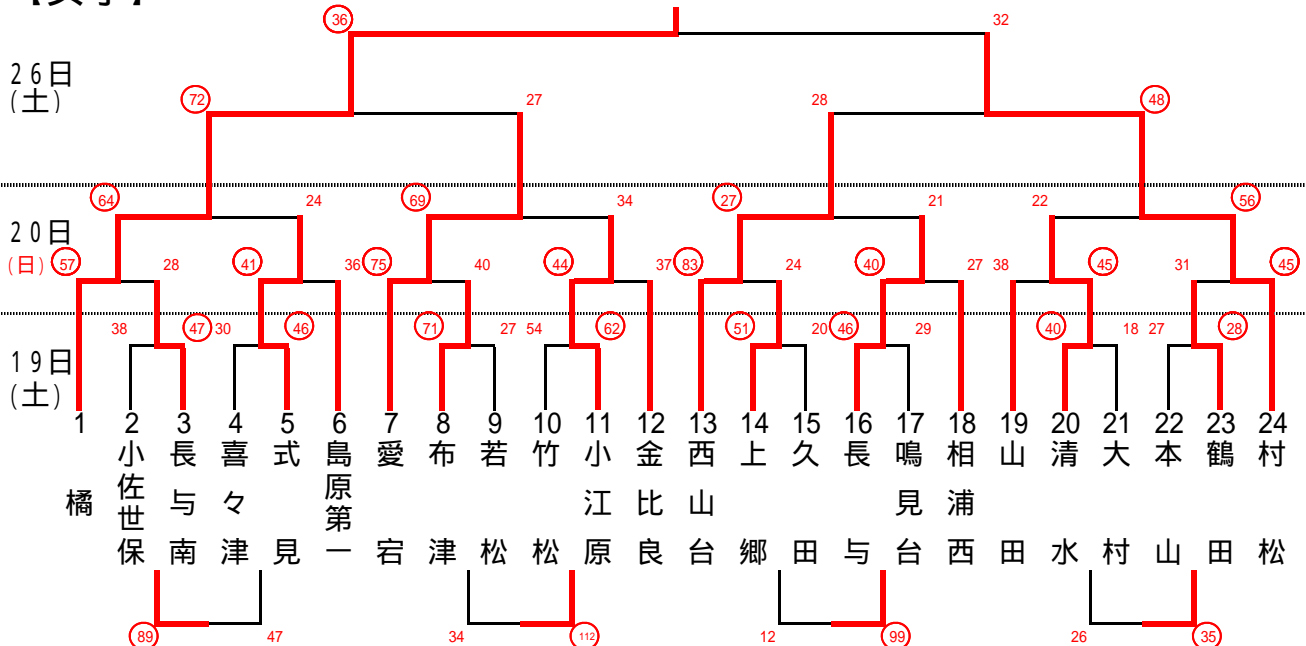 36 32
26日
(土)
72 27 28 48
64 24 69 34 27 21 22 56
20日
(日)
57 28 41 36 75 40 44 37 83 24 40 27 38 45 31 45
38 47 30 46 71 27 54 62 51 20 46 29 40 18 27 28
19日
(土)
1 2 3 4 5 6 7 8 9 10 11 12 13 14 15 16 17 18 19 20 21 22 23 24
橘
小佐世保
長与南
喜々津
式見
島原第一
愛宕
布津
若松
竹松
小江原
金比良
西山台
上郷
久田
長与
鳴見台
相浦西
山田
清水
大村
本山
鶴田
村松
89 47 34 112 12 99 26 35